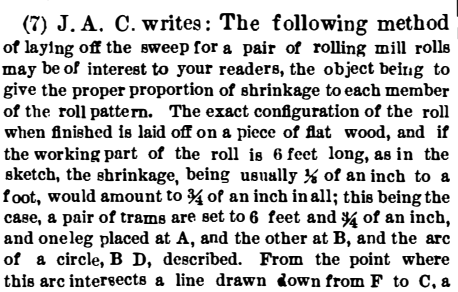 (7) J. A. C. writes: The following method
of laying off the sweep for a pair of rolling mill rolls
may be of interest to your readers, the object being to
give the proper proportion of shrinkage to each member
of the roll pattern. The exact configuration of the roll
when finished is laid off on a piece of flat wood, and if
the working part of the roll is 6 feet long, as in the
sketch, the shrinkage, being usually ⅛ of an inch to a
foot, would amount to ¾ of an inch in all; this being the
case, a pair of trams are set to 6 feet and ¾ of an inch,
and one leg placed at A, and the other at B, and the arc
of a circle, B D, described. From the point where
this arc intersects a line drawn down from F to C, a